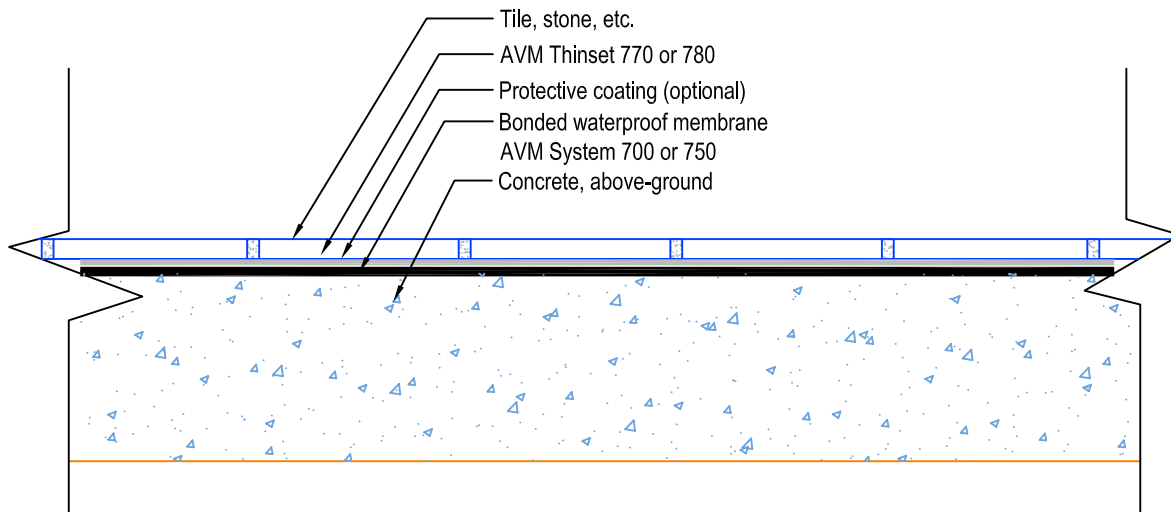 Tile, stone, etc.
AVM Thinset 770 or 780
Protective coating (optional)
Bonded waterproof membrane
AVM System 700 or 750
Concrete, above-ground